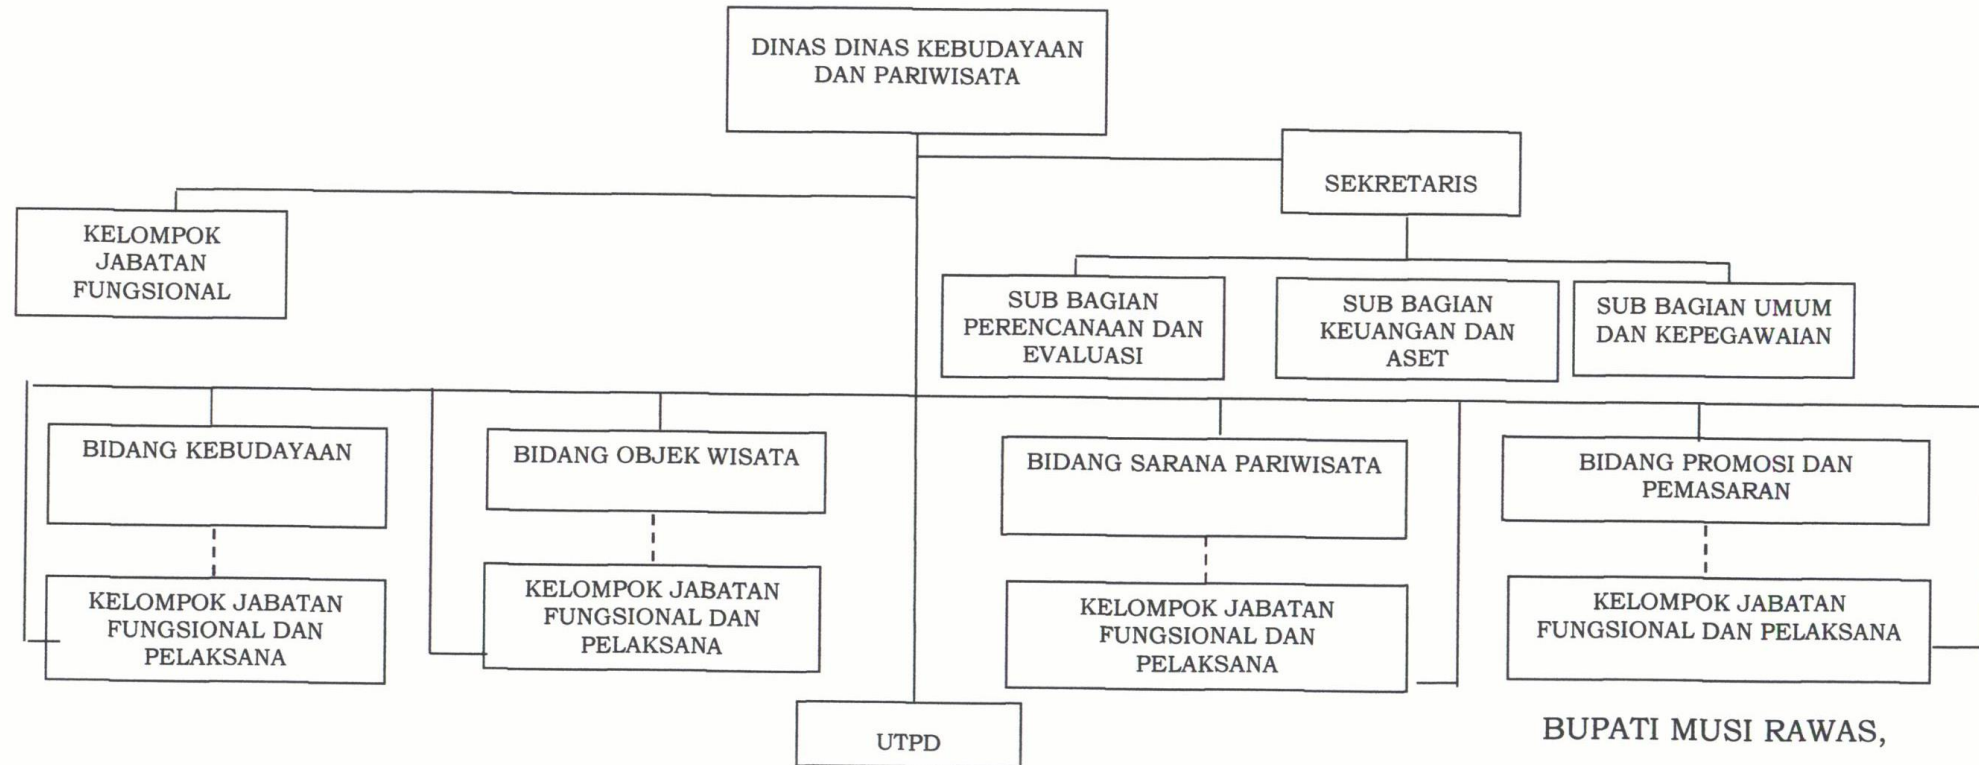 DINAS DINAS KEBUDAYAAN
DAN PARIWISATA
SEKRETARIS
KELOMPOK
JABATAN
FUNGSIONAL
SUB BAGIAN
PERENCANAAN DAN
EVALUASI
SUB BAGIAN
KEUANGAN DAN
ASET
SUB BAGIAN UMUM
DAN KEPEGAWAIAN
BIDANG KEBUDAYAAN
BIDANG OBJEK WISATA
BIDANG SARANA PARIWISATA
BIDANG PROMOSI DAN
PEMASARAN
KELOMPOK JABATAN
FUNGSIONAL DAN
PELAKSANA
KELOMPOK JABATAN
FUNGSIONAL DAN
PELAKSANA
KELOMPOK JABATAN
FUNGSIONAL DAN
PELAKSANA
KELOMPOK JABATAN
FUNGSIONAL DAN PELAKSANA
UTPD
BUPATI MUSI RAWAS,